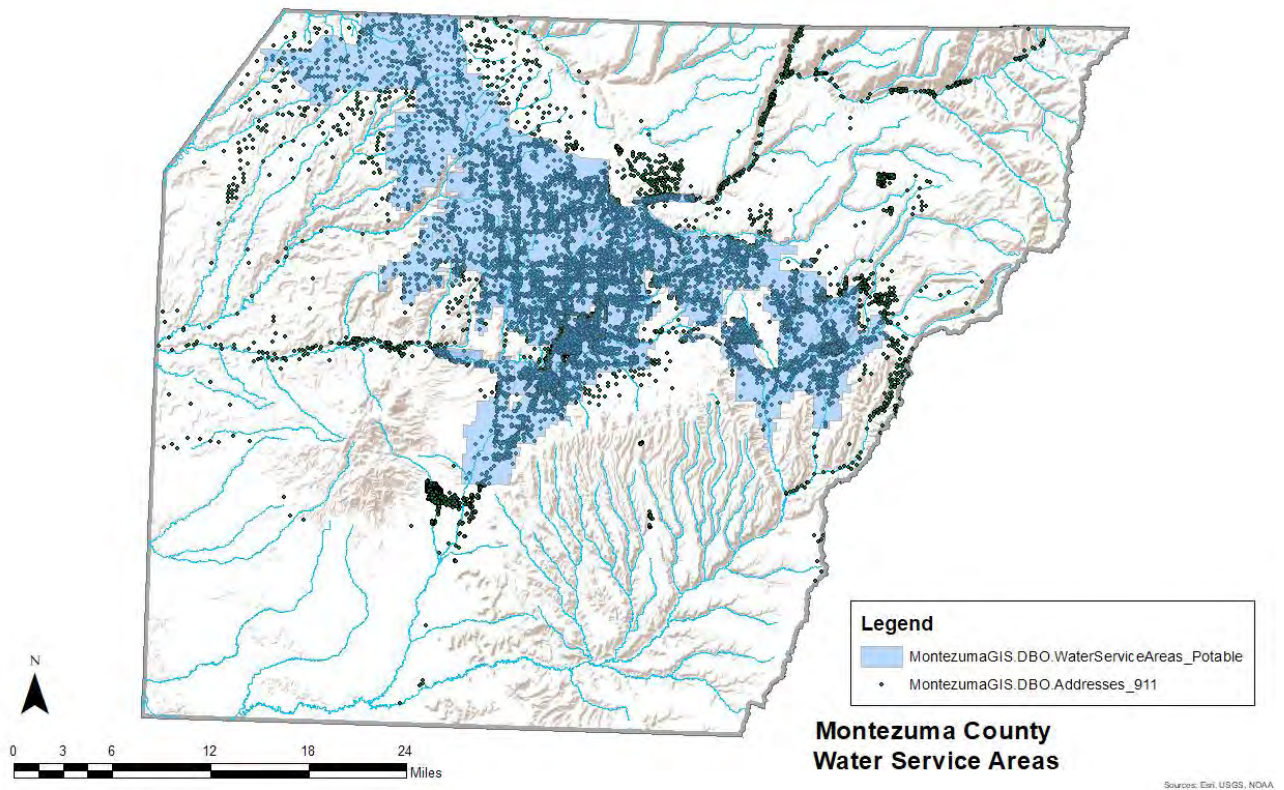 Legend
MontezumaGIS.DBO.WaterServiceAreas_Potable
MontezumaGIS.DBO.Addresses_911
N
0 3 6 12 18 24
Miles
Montezuma County
Water Service Areas
Sources: Esri, USGS, NOAA